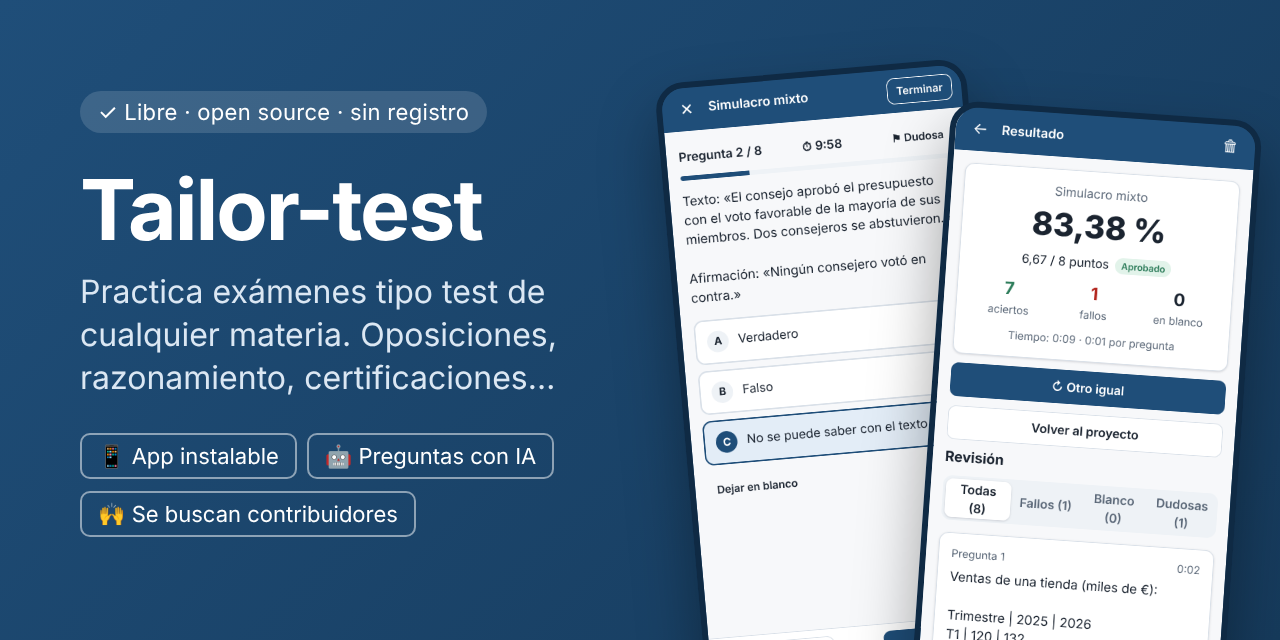 ✓ Libre · open source · sin registro
Tailor-test
Practica exámenes tipo test de
cualquier materia. Oposiciones,
razonamiento, certificaciones...
📱 App instalable
🤖 Preguntas con IA
🙌 Se buscan contribuidores
✕ Simulacro mixto
Terminar
Pregunta 2 / 8
⏱ 9:58
⚑ Dudosa
Texto: «El consejo aprobó el presupuesto
con el voto favorable de la mayoría de sus
miembros. Dos consejeros se abstuvieron.
Afirmación: «Ningún consejero votó en
contra.»
A Verdadero
B Falso
C No se puede saber con el texto
Dejar en blanco
← Resultado
Simulacro mixto
83,38 %
6,67 / 8 puntos Aprobado
7
aciertos
1
fallos
0
en blanco
Tiempo: 0:09 · 0:01 por pregunta
↻ Otro igual
Volver al proyecto
Revisión
Todas
(8)
Fallos (1)
Blanco
(0)
Dudosas
(1)
Pregunta 1
0:02
Ventas de una tienda (miles de €):
Trimestre | 2025 | 2026
T1 | 120 | 132